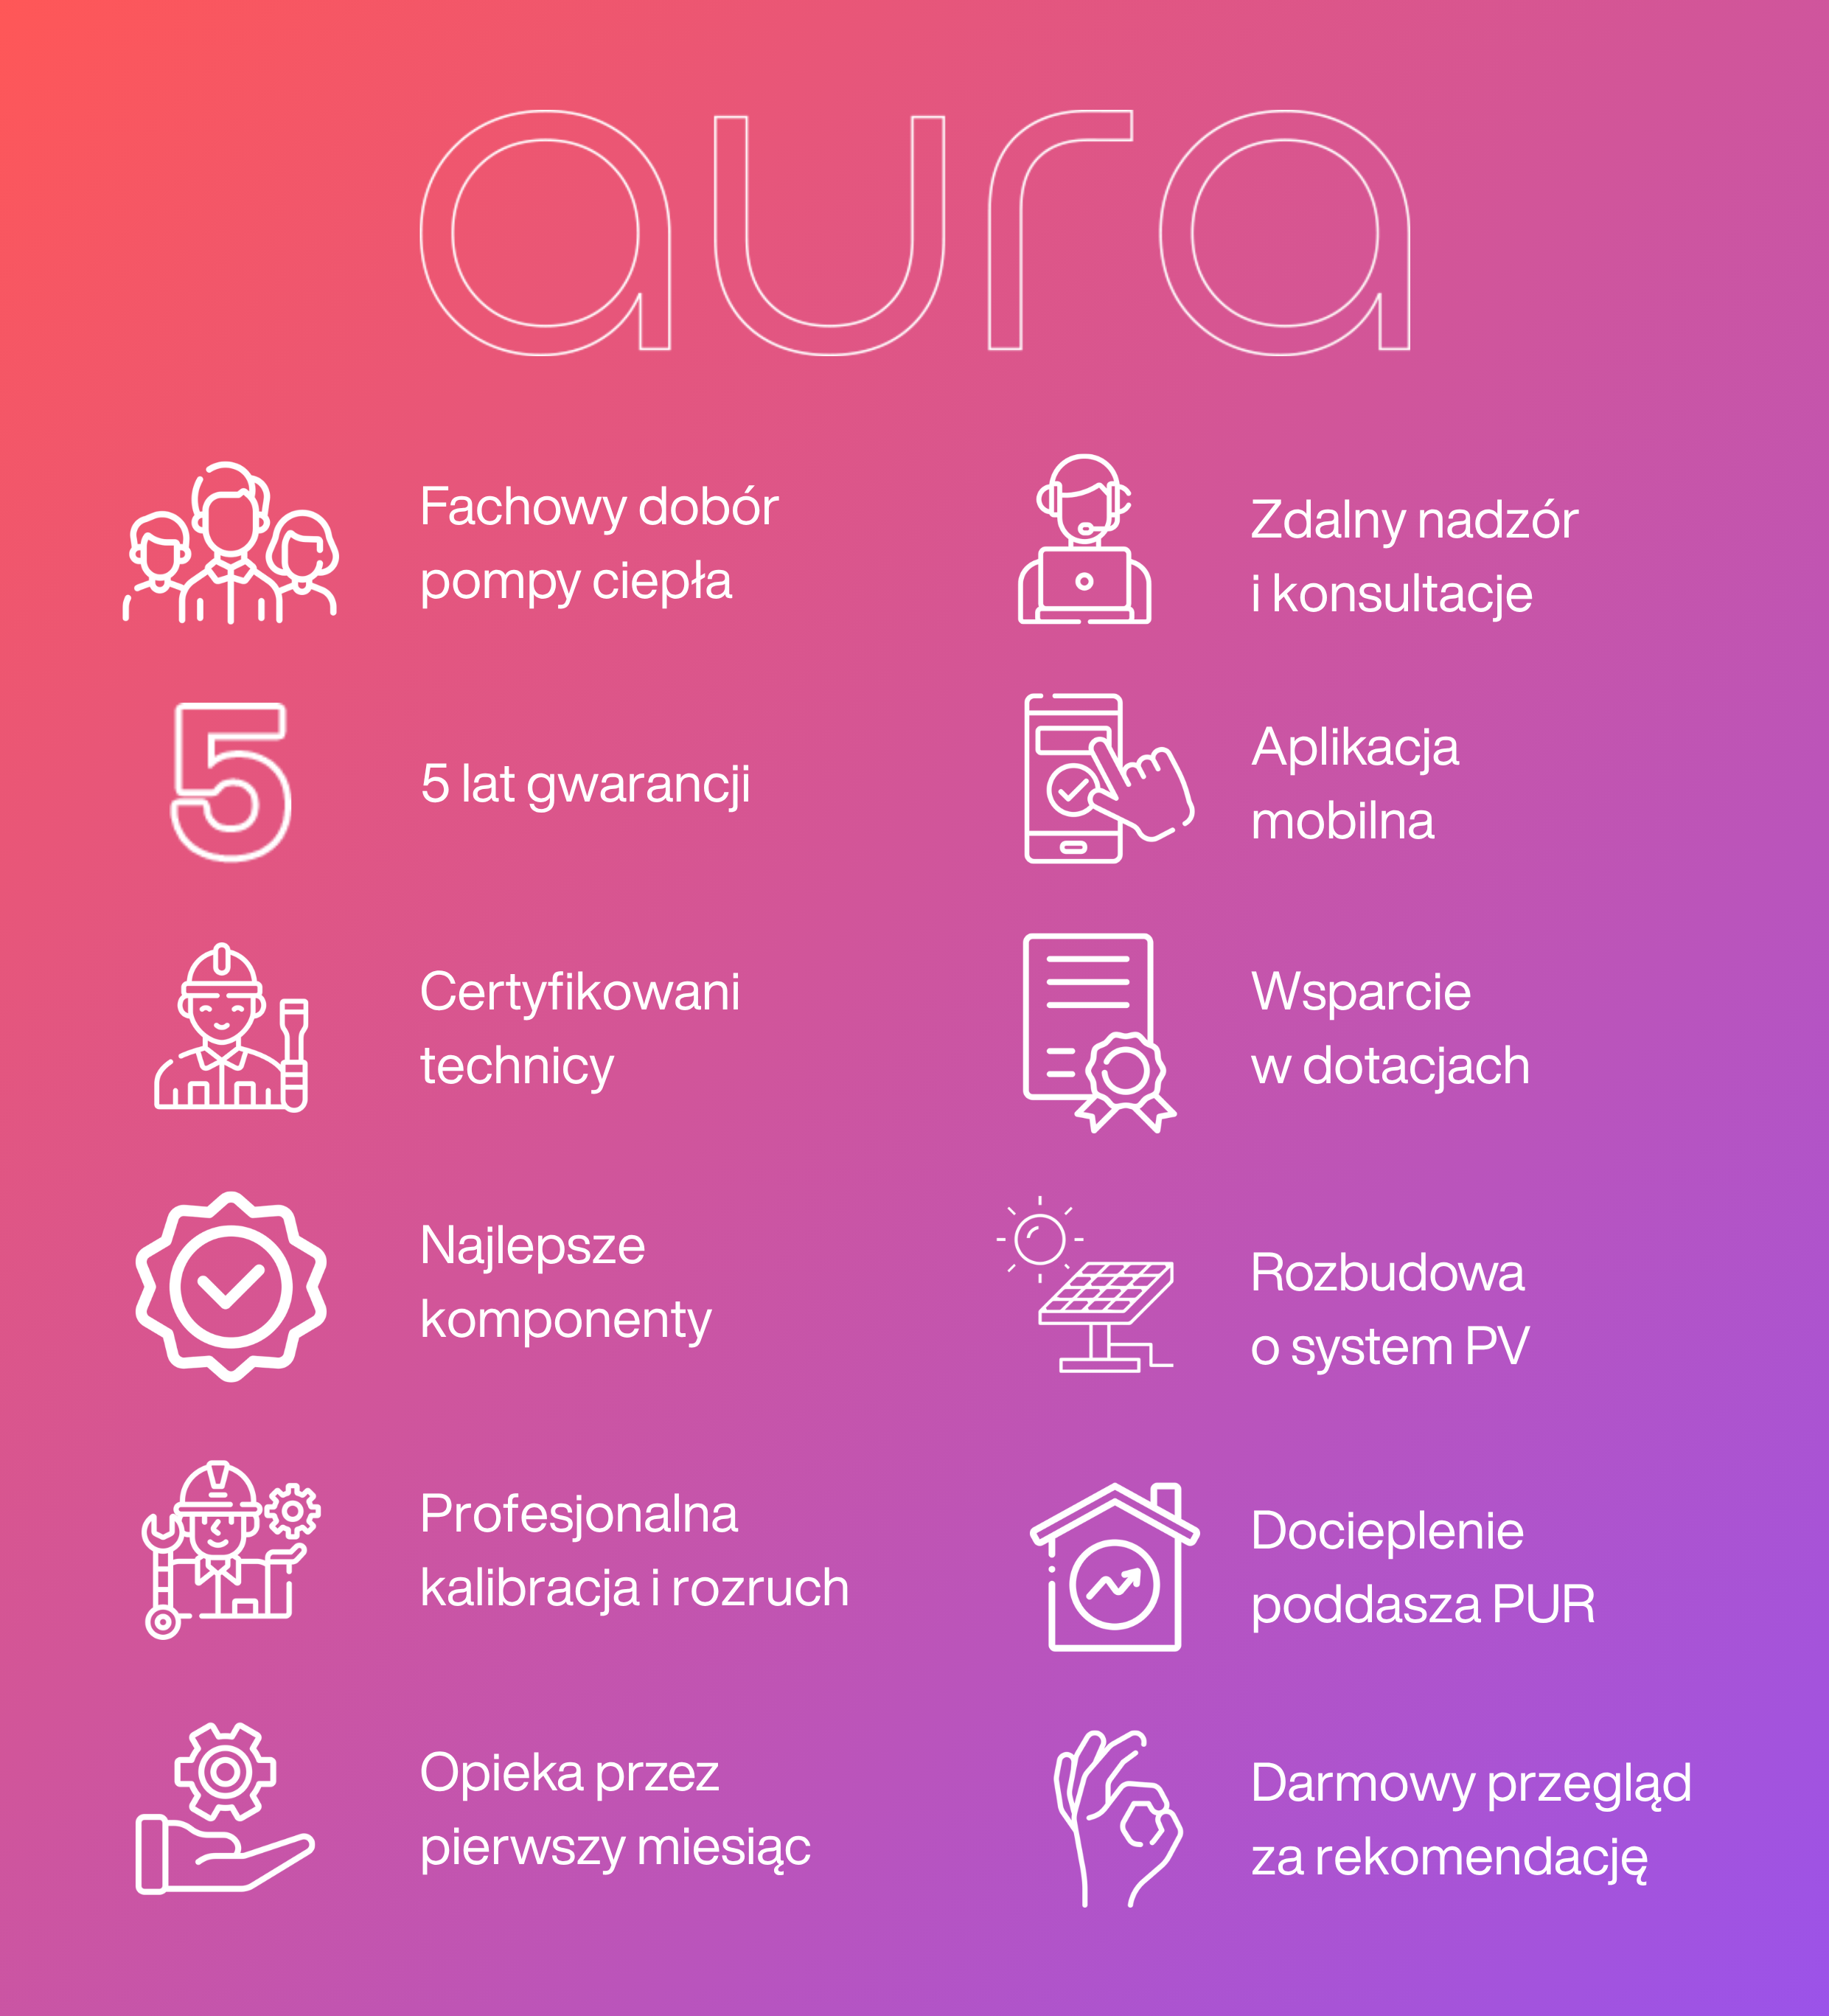 aura
Fachowy dobór
pompy ciepła
Zdalny nadzór
i konsultacje
5
5 lat gwarancji
Aplikacja
mobilna
Certyfikowani
technicy
Wsparcie
w dotacjach
Najlepsze
komponenty
Rozbudowa
o system PV
Profesjonalna
kalibracja i rozruch
Docieplenie
poddasza PUR
Opieka przez
pierwszy miesiąc
Darmowy przegląd
za rekomendację